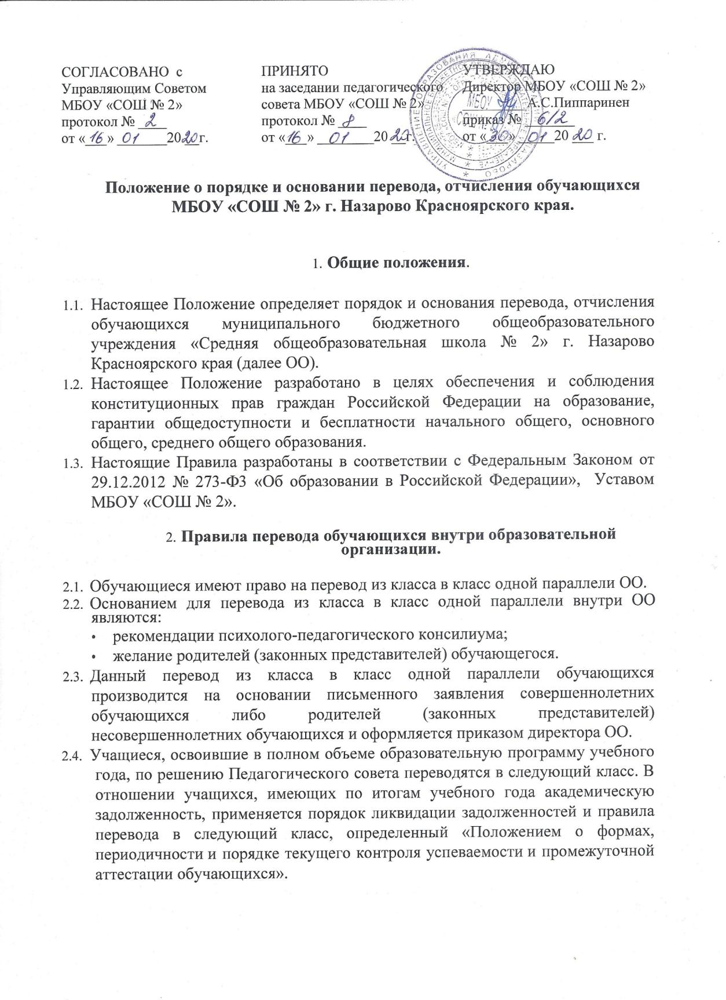 СОГЛАСОВАНО с
Управляющим Советом
МБОУ «СОШ № 2»
протокол № 2
от «16» 01 2020г.
ПРИНЯТО
на заседании педагогического
совета МБОУ «СОШ № 2»
протокол № 8
от «16» 01 2020г.
УТВЕРЖДАЮ
Директор МБОУ «СОШ № 2»
А.С.Пиппаринен
приказ № 6/2
от «30» 01 2020 г.
Положение о порядке и основании перевода, отчисления обучающихся
МБОУ «СОШ № 2» г. Назарово Красноярского края.
1. Общие положения.
1.1. Настоящее Положение определяет порядок и основания перевода, отчисления
обучающихся муниципального бюджетного общеобразовательного
учреждения «Средняя общеобразовательная школа № 2» г. Назарово
Красноярского края (далее ОО).
1.2. Настоящее Положение разработано в целях обеспечения и соблюдения
конституционных прав граждан Российской Федерации на образование,
гарантии общедоступности и бесплатности начального общего, основного
общего, среднего общего образования.
1.3. Настоящие Правила разработаны в соответствии с Федеральным Законом от
29.12.2012 № 273-ФЗ «Об образовании в Российской Федерации», Уставом
МБОУ «СОШ № 2».
2. Правила перевода обучающихся внутри образовательной
организации.
2.1. Обучающиеся имеют право на перевод из класса в класс одной параллели ОО.
2.2. Основанием для перевода из класса в класс одной параллели внутри ОО
являются:
• рекомендации психолого-педагогического консилиума;
• желание родителей (законных представителей) обучающегося.
2.3. Данный перевод из класса в класс одной параллели обучающихся
производится на основании письменного заявления совершеннолетних
обучающихся либо родителей (законных представителей)
несовершеннолетних обучающихся и оформляется приказом директора ОО.
2.4. Учащиеся, освоившие в полном объеме образовательную программу учебного
года, по решению Педагогического совета переводятся в следующий класс. В
отношении учащихся, имеющих по итогам учебного года академическую
задолженность, применяется порядок ликвидации задолженностей и правила
перевода в следующий класс, определенный «Положением о формах,
периодичности и порядке текущего контроля успеваемости и промежуточной
аттестации обучающихся».